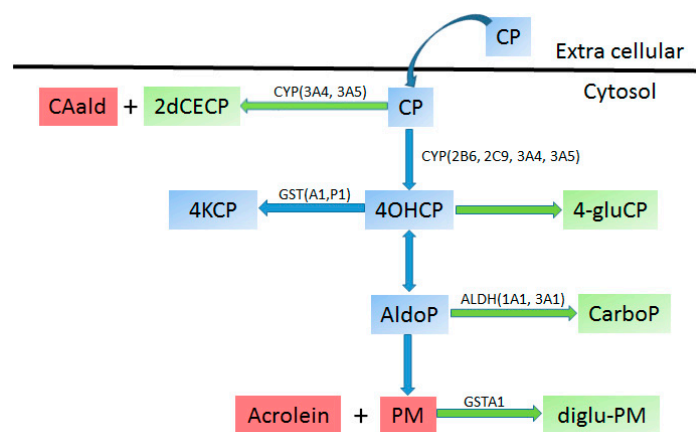 CP
Extra cellular
Cytosol
CYP(3A4, 3A5)
CAald + 2dCECP
CP
CYP(2B6, 2C9, 3A4, 3A5)
4KCP
GST(A1,P1)
4OHCP
4-gluCP
AldoP
ALDH(1A1, 3A1)
CarboP
Acrolein + PM
GSTA1
diglu-PM